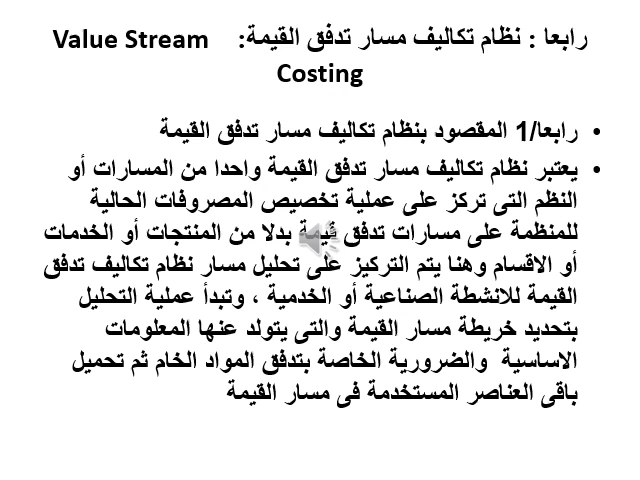 رابعا : نظام تكاليف مسار تدفق القيمة: Value Stream
Costing
• رابعا/1 المقصود بنظام تكاليف مسار تدفق القيمة
• يعتبر نظام تكاليف مسار تدفق القيمة واحدا من المسارات أو
النظم التى تركز على عملية تخصيص المصروفات الحالية
للمنظمة على مسارات تدفق قيمة بدلا من المنتجات أو الخدمات
أو الاقسام وهنا يتم التركيز على تحليل مسار نظام تكاليف تدفق
القيمة للانشطة الصناعية أو الخدمية ، وتبدأ عملية التحليل
بتحديد خريطة مسار القيمة والتى يتولد عنها المعلومات
الاساسية والضرورية الخاصة بتدفق المواد الخام ثم تحميل
باقى العناصر المستخدمة فى مسار القيمة